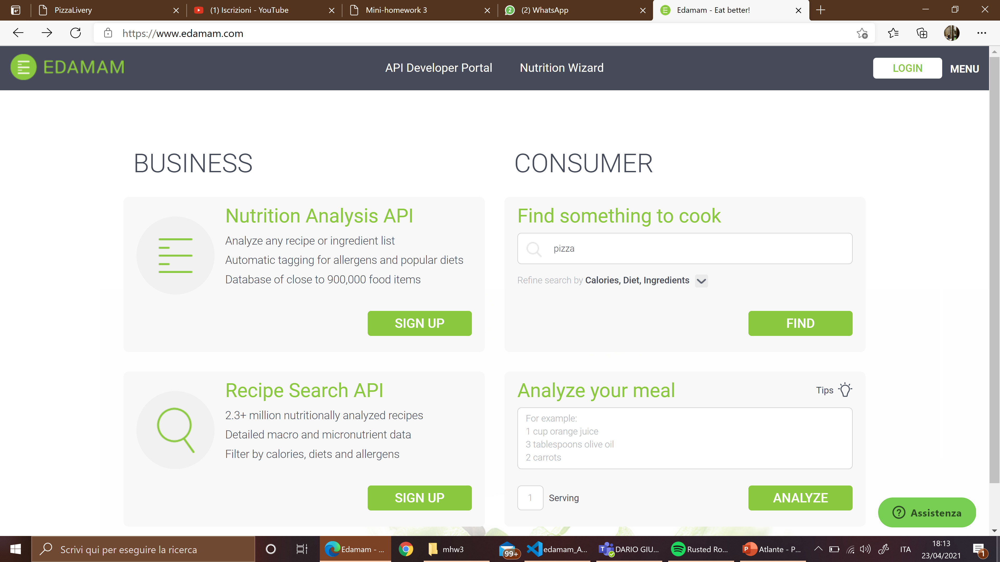 PizzaLivery
(1) Iscrizioni - YouTube
Mini-homework 3
2
(2) WhatsApp
Edamam - Eat better!
https://www.edamam.com
EDAMAM
API Developer Portal
Nutrition Wizard
LOGIN
MENU
BUSINESS
Nutrition Analysis API
Analyze any recipe or ingredient list
Automatic tagging for allergens and popular diets
Database of close to 900,000 food items
SIGN UP
Recipe Search API
2.3+ million nutritionally analyzed recipes
Detailed macro and micronutrient data
Filter by calories, diets and allergens
SIGN UP
CONSUMER
Find something to cook
pizza
Refine search by Calories, Diet, Ingredients
FIND
Analyze your meal
Tips
For example:
1 cup orange juice
3 tablespoons olive oil
2 carrots
1 Serving
ANALYZE
Assistenza
Scrivi qui per eseguire la ricerca
Edamam - ...
mhw3
99+
edamam_A...
T
DARIO GIU...
Rusted Ro...
P
Atlante - P...
ITA
18:13
23/04/2021
1